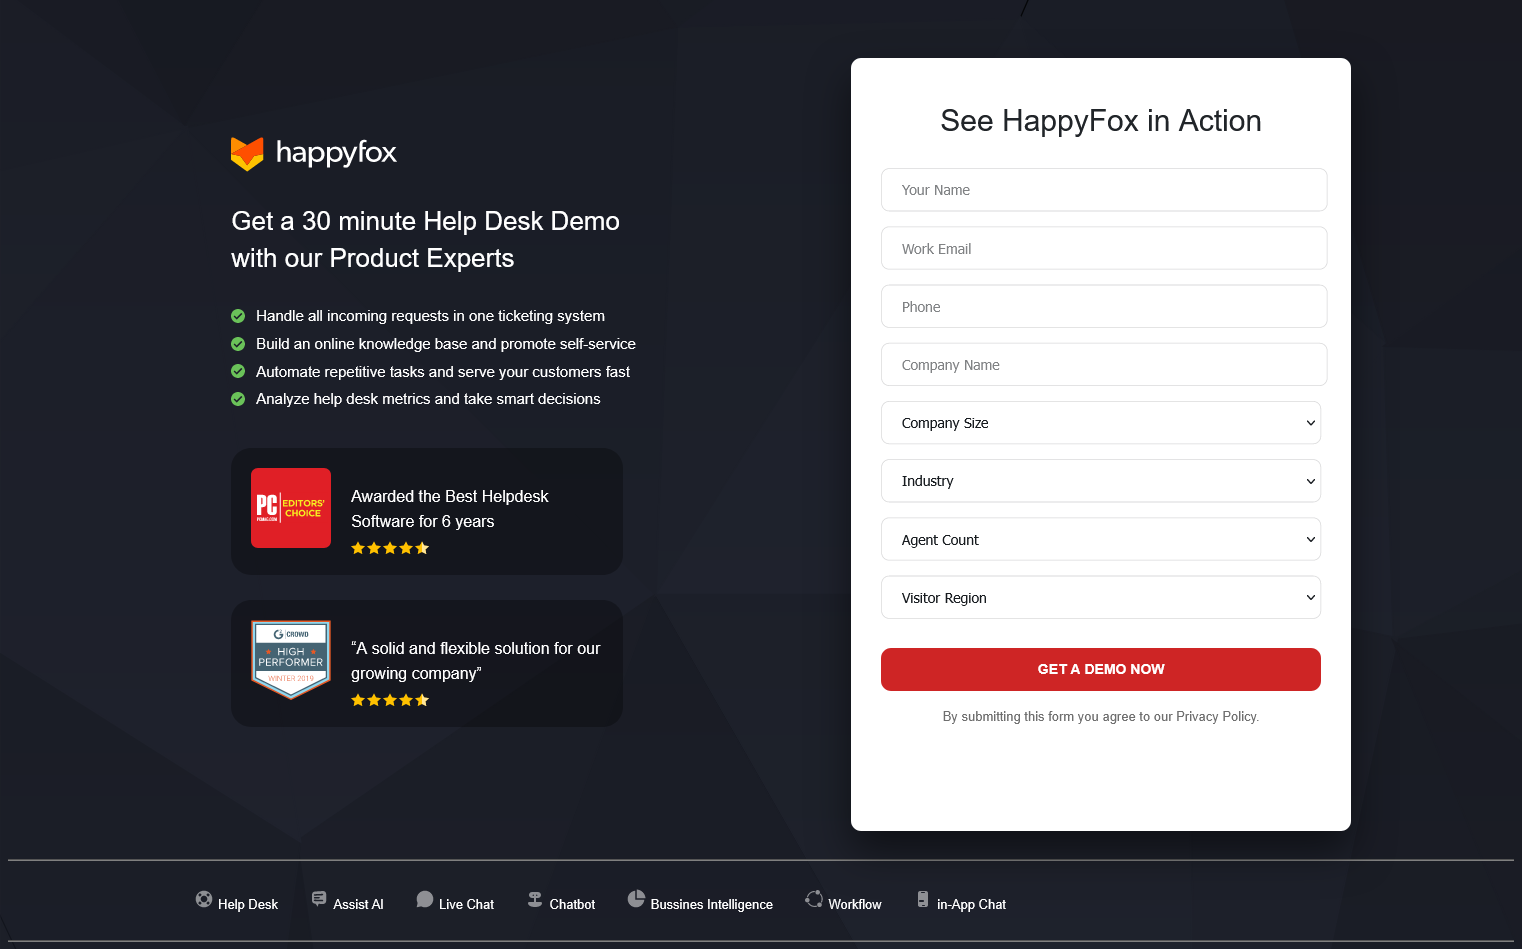 happyfox
Get a 30 minute Help Desk Demo
with our Product Experts
Handle all incoming requests in one ticketing system
Build an online knowledge base and promote self-service
Automate repetitive tasks and serve your customers fast
Analyze help desk metrics and take smart decisions
PC
PCMAG.COM
EDITORS'
CHOICE
Awarded the Best Helpdesk
Software for 6 years
CROWD
HIGH
PERFORMER
WINTER 2019
“A solid and flexible solution for our
growing company”
See HappyFox in Action
Your Name
Work Email
Phone
Company Name
Company Size
Industry
Agent Count
Visitor Region
GET A DEMO NOW
By submitting this form you agree to our Privacy Policy.
Help Desk
Assist AI
Live Chat
Chatbot
Bussines Intelligence
Workflow
in-App Chat